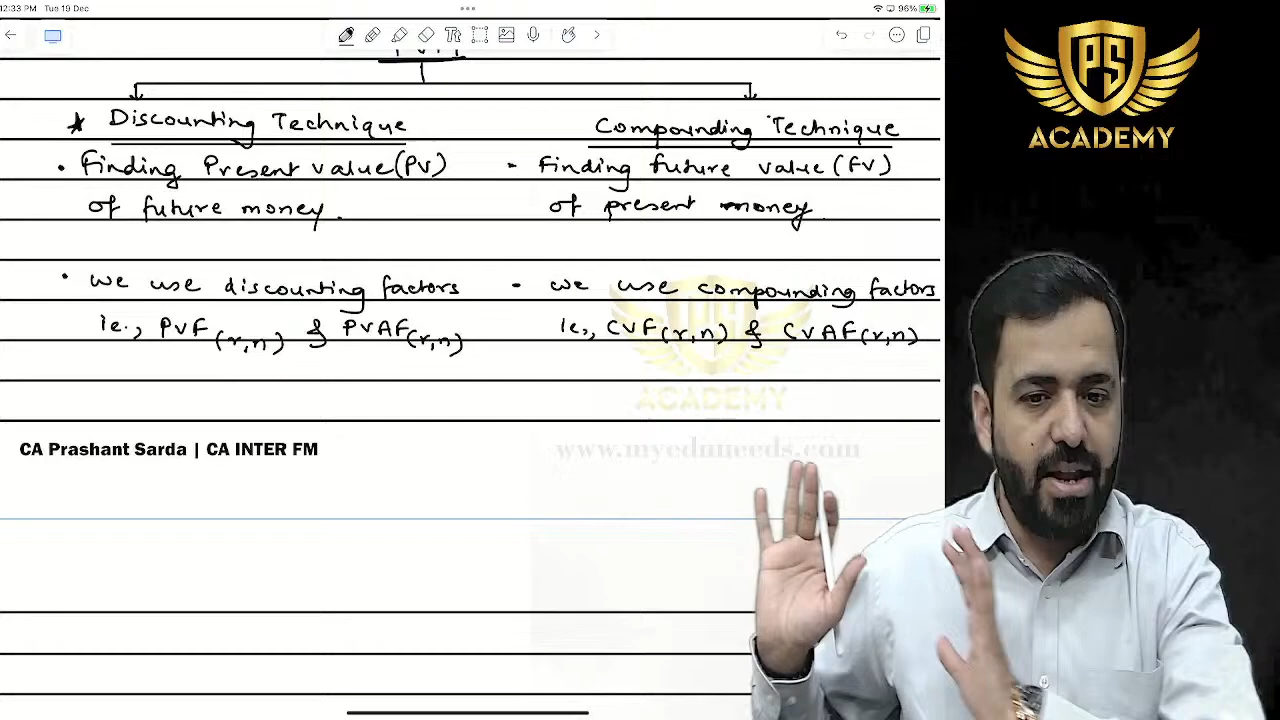 12:33 PM Tue 19 Dec
96%
* Discounting Technique
• Finding Present value (PV)
of future money.
• We use discounting factors
ie., PVF(r,n) & PVAF(r,n)
Compounding Technique
- Finding future value (FV)
of present money.
• We use compounding factors
ie., CVF(r,n) & CVAF(r,n)
ACADEMY
www.myednneeds.com
CA Prashant Sarda | CA INTER FM
PS
ACADEMY